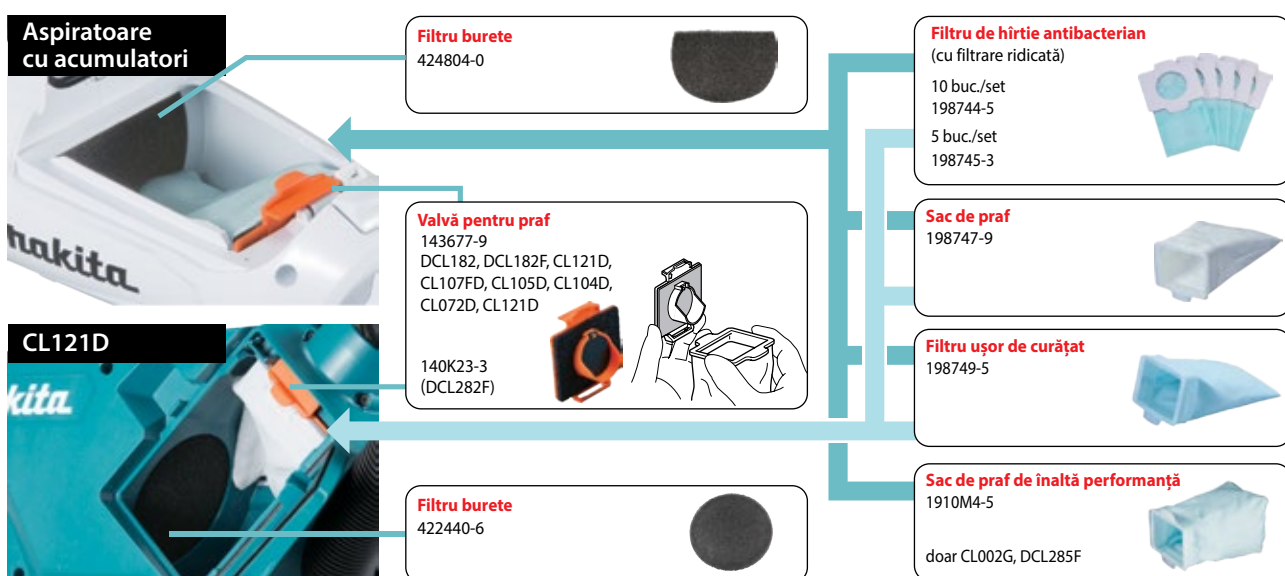 Aspiratoare
cu acumulatori
makita
CL121D
kita
Filtru burete
424804-0
Valvă pentru praf
143677-9
DCL182, DCL182F, CL121D,
CL107FD, CL105D, CL104D,
CL072D, CL121D
140K23-3
(DCL282F)
Filtru burete
422440-6
Filtru de hîrtie antibacterian
(cu filtrare ridicată)
10 buc./set
198744-5
5 buc./set
198745-3
Sac de praf
198747-9
Filtru ușor de curățat
198749-5
Sac de praf de înaltă performanță
1910M4-5
doar CL002G, DCL285F